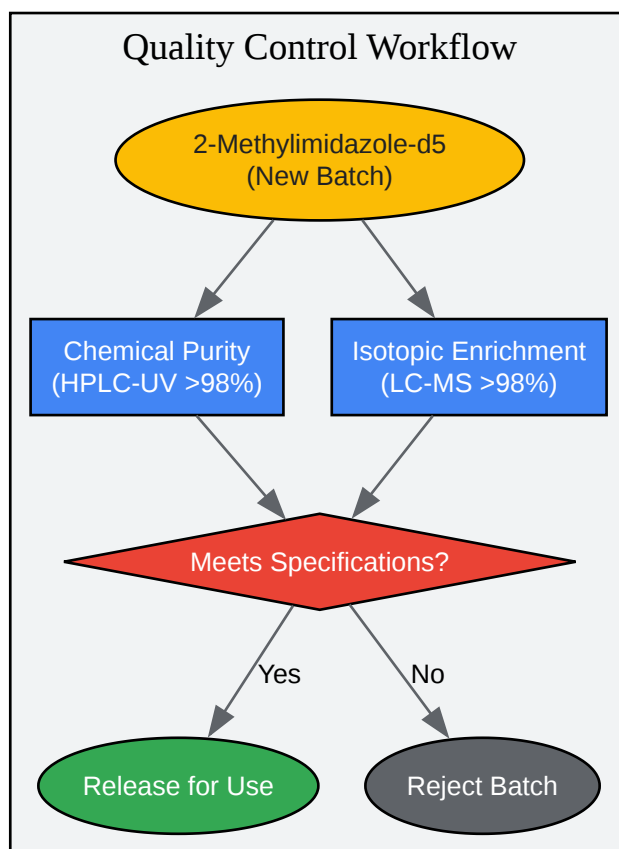 Quality Control Workflow
2-Methylimidazole-d5
(New Batch)
Chemical Purity
(HPLC-UV >98%)
Isotopic Enrichment
(LC-MS >98%)
Meets Specifications?
Yes
No
Release for Use
Reject Batch